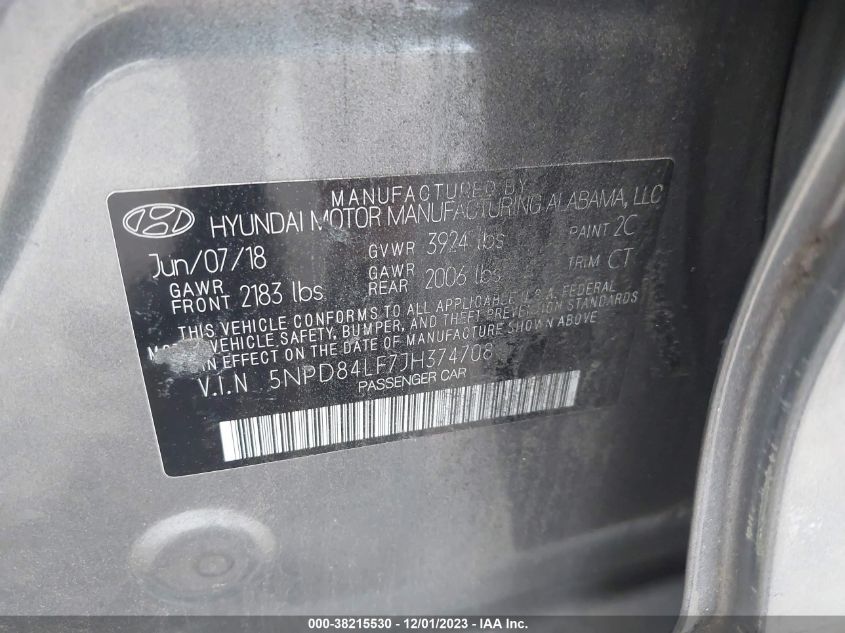 MANUFACTURED BY
HYUNDAI MOTOR MANUFACTURING ALABAMA, LLC
Jun/07/18 GVWR 3924 lbs PAINT 2C
GAWR FRONT 2183 lbs GAWR REAR 2006 lbs TRIM CT
THIS VEHICLE CONFORMS TO ALL APPLICABLE U.S.A. FEDERAL
VEHICLE SAFETY, BUMPER, AND THEFT PREVENTION STANDARDS
IN EFFECT ON THE DATE OF MANUFACTURE SHOWN ABOVE
V.I.N 5NPD84LF7JH374708
PASSENGER CAR
000-38215530 - 12/01/2023 - IAA Inc.